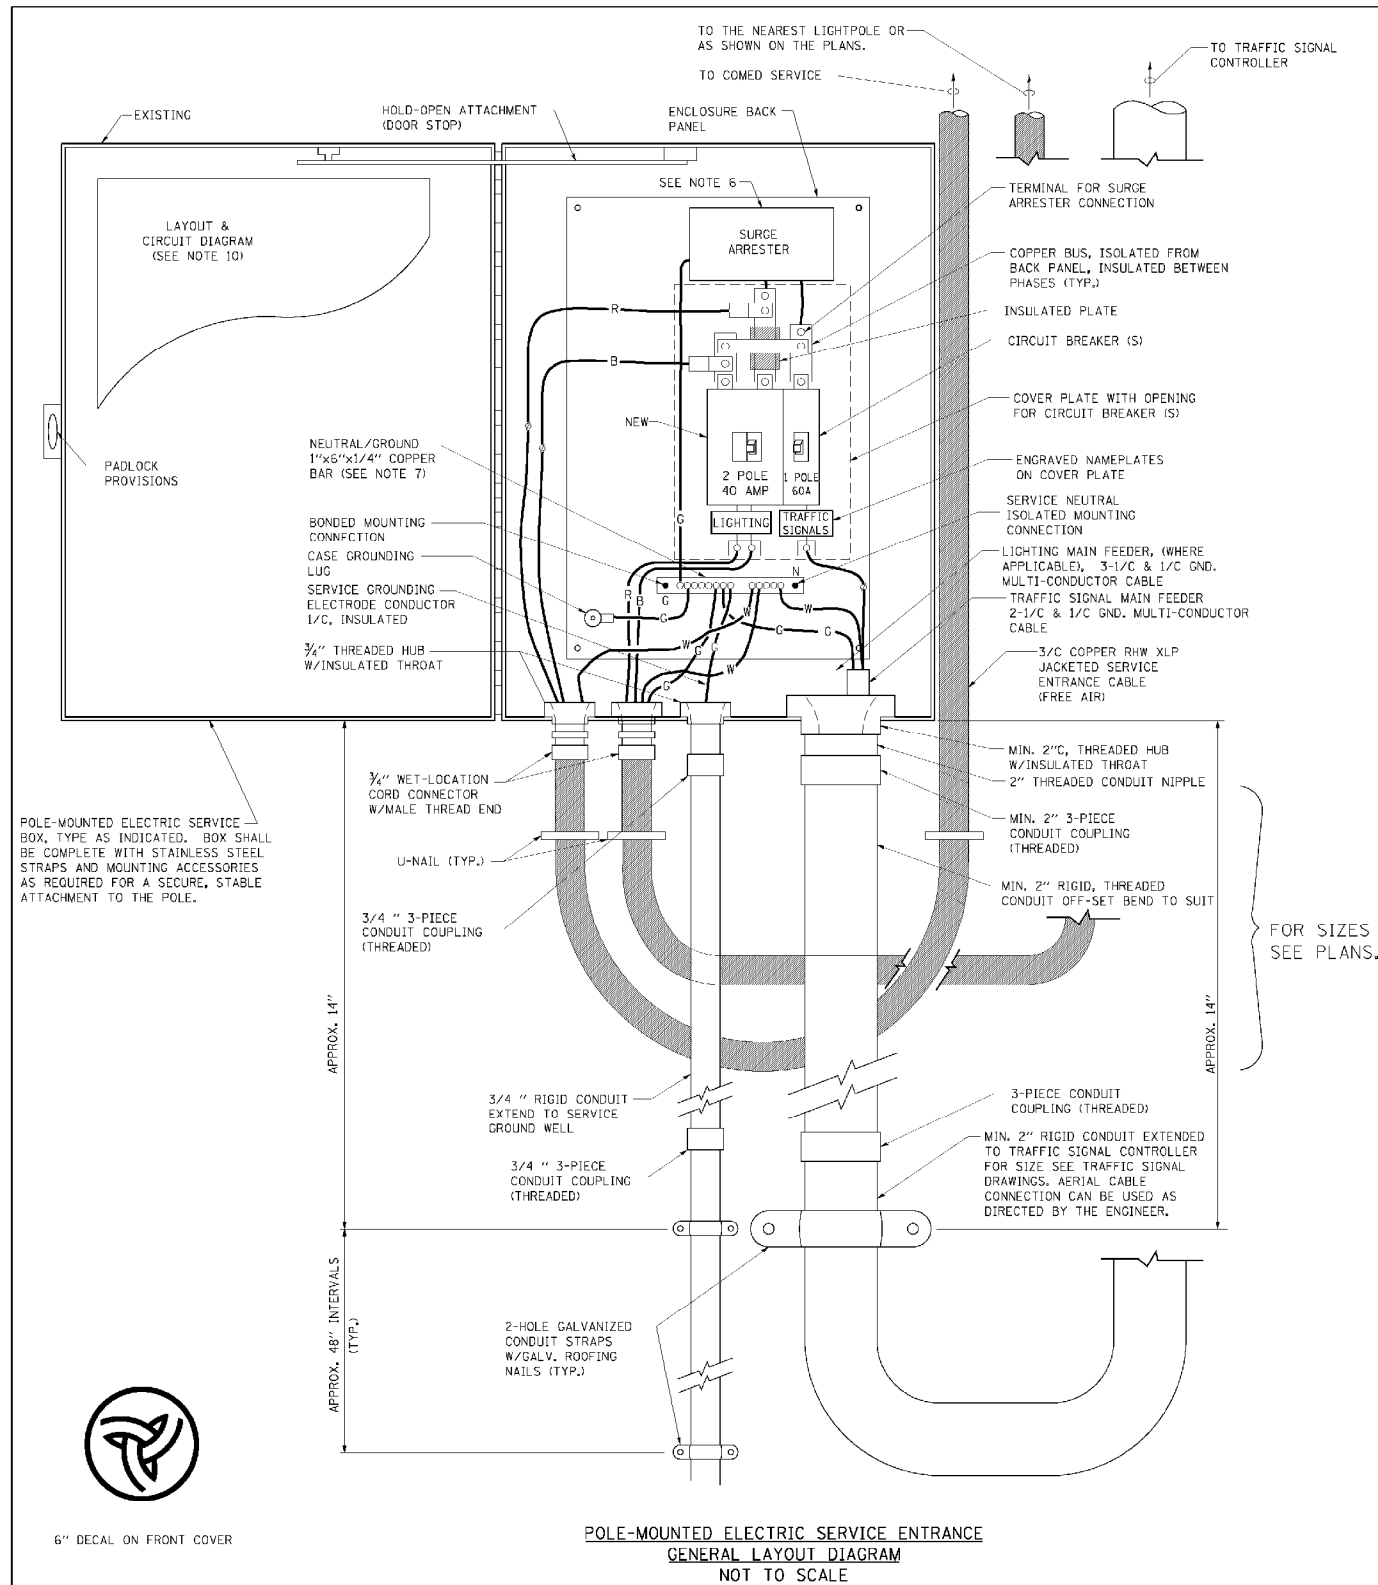 TO THE NEAREST LIGHTPOLE OR
AS SHOWN ON THE PLANS.
TO TRAFFIC SIGNAL
CONTROLLER
TO COMED SERVICE
EXISTING
HOLD-OPEN ATTACHMENT
(DOOR STOP)
ENCLOSURE BACK
PANEL
SEE NOTE 6
TERMINAL FOR SURGE
ARRESTER CONNECTION
LAYOUT &
CIRCUIT DIAGRAM
(SEE NOTE 10)
SURGE
ARRESTER
COPPER BUS, ISOLATED FROM
BACK PANEL, INSULATED BETWEEN
PHASES (TYP.)
R
INSULATED PLATE
B
CIRCUIT BREAKER (S)
COVER PLATE WITH OPENING
FOR CIRCUIT BREAKER (S)
NEW
NEUTRAL/GROUND
1"x6"x1/4" COPPER
BAR (SEE NOTE 7)
PADLOCK
PROVISIONS
2 POLE
40 AMP
1 POLE
60A
ENGRAVED NAMEPLATES
ON COVER PLATE
G
LIGHTING
TRAFFIC
SIGNALS
SERVICE NEUTRAL
ISOLATED MOUNTING
CONNECTION
BONDED MOUNTING
CONNECTION
CASE GROUNDING
LUG
SERVICE GROUNDING
ELECTRODE CONDUCTOR
1/C, INSULATED
3/4" THREADED HUB
W/INSULATED THROAT
G
N
R
B
G
W
W
G
G
W
G
G
W
G
LIGHTING MAIN FEEDER, (WHERE
APPLICABLE), 3-1/C & 1/C GND.
MULTI-CONDUCTOR CABLE
TRAFFIC SIGNAL MAIN FEEDER
2-1/C & 1/C GND. MULTI-CONDUCTOR
CABLE
3/C COPPER RHW XLP
JACKETED SERVICE
ENTRANCE CABLE
(FREE AIR)
MIN. 2"C, THREADED HUB
W/INSULATED THROAT
2" THREADED CONDUIT NIPPLE
3/4" WET-LOCATION
CORD CONNECTOR
W/MALE THREAD END
MIN. 2" 3-PIECE
CONDUIT COUPLING
(THREADED)
POLE-MOUNTED ELECTRIC SERVICE
BOX, TYPE AS INDICATED. BOX SHALL
BE COMPLETE WITH STAINLESS STEEL
STRAPS AND MOUNTING ACCESSORIES
AS REQUIRED FOR A SECURE, STABLE
ATTACHMENT TO THE POLE.
U-NAIL (TYP.)
MIN. 2" RIGID, THREADED
CONDUIT OFF-SET BEND TO SUIT
3/4 " 3-PIECE
CONDUIT COUPLING
(THREADED)
FOR SIZES
SEE PLANS.
APPROX. 14"
APPROX. 14"
3/4 " RIGID CONDUIT
EXTEND TO SERVICE
GROUND WELL
3-PIECE CONDUIT
COUPLING (THREADED)
3/4 " 3-PIECE
CONDUIT COUPLING
(THREADED)
MIN. 2" RIGID CONDUIT EXTENDED
TO TRAFFIC SIGNAL CONTROLLER
FOR SIZE SEE TRAFFIC SIGNAL
DRAWINGS. AERIAL CABLE
CONNECTION CAN BE USED AS
DIRECTED BY THE ENGINEER.
APPROX. 48" INTERVALS
(TYP.)
2-HOLE GALVANIZED
CONDUIT STRAPS
W/GALV. ROOFING
NAILS (TYP.)
6" DECAL ON FRONT COVER
POLE-MOUNTED ELECTRIC SERVICE ENTRANCE
GENERAL LAYOUT DIAGRAM
NOT TO SCALE